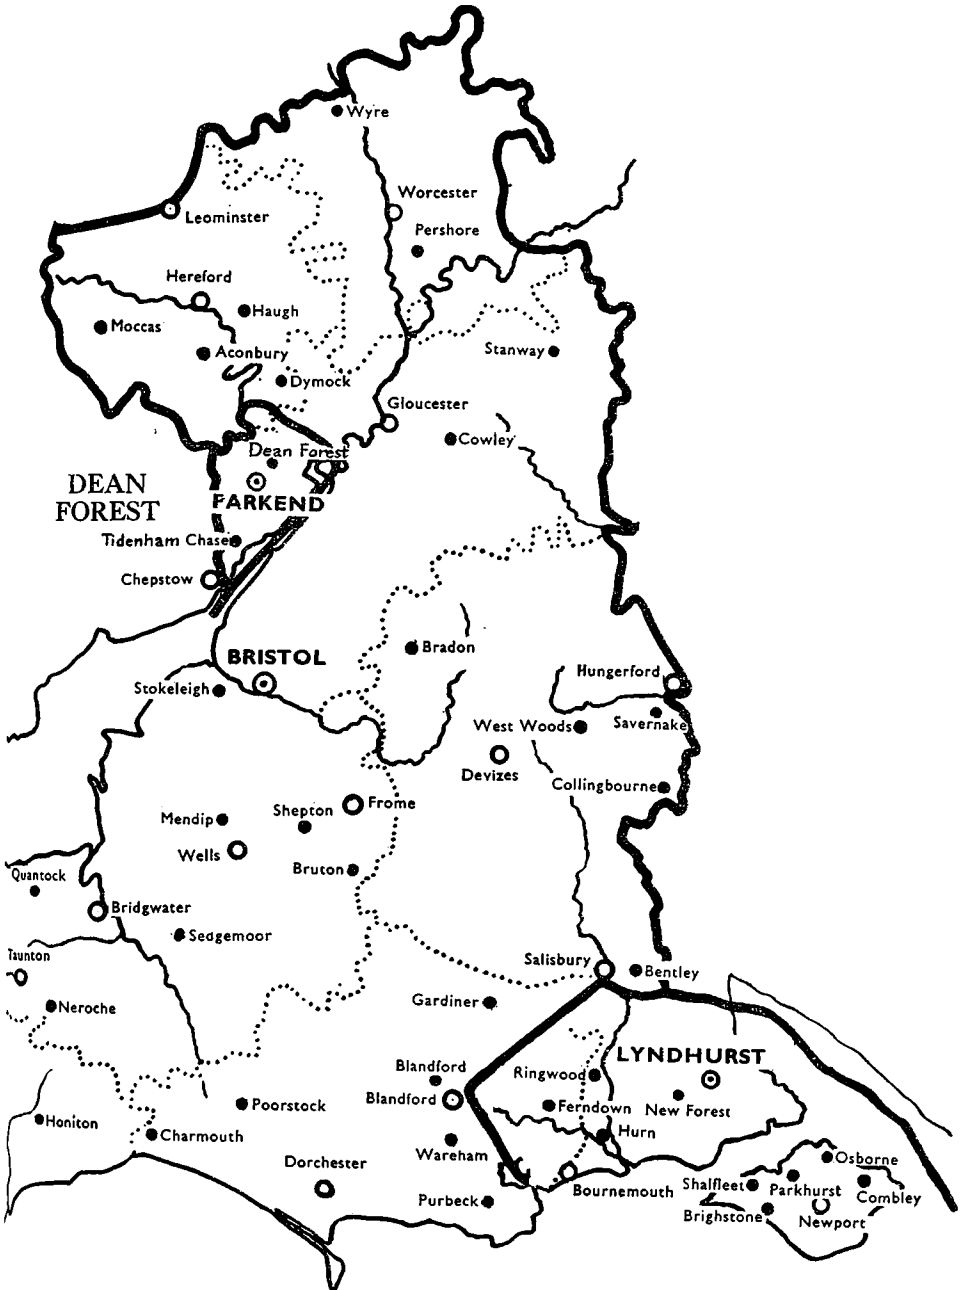 Wyre
Worcester
Leominster
Pershore
Hereford
Haugh
Moccas
Aconbury
Stanway
Dymock
Gloucester
Cowley
Dean Forest
DEAN
FOREST
FARKEND
Tidenham Chase
Chepstow
Bradon
BRISTOL
Hungerford
Stokeleigh
Savernake
West Woods
Devizes
Collingbourne
Frome
Shepton
Mendip
Wells
Bruton
Quantock
Bridgwater
Sedgemoor
Taunton
Salisbury
Bentley
Gardiner
Neroche
LYNDHURST
Blandford
Ringwood
Blandford
Poorstock
Ferndown
New Forest
Honiton
Charmouth
Hurn
Wareham
Dorchester
Osborne
Shalfleet
Parkhurst
Bournemouth
Combley
Purbeck
Brighstone
Newport